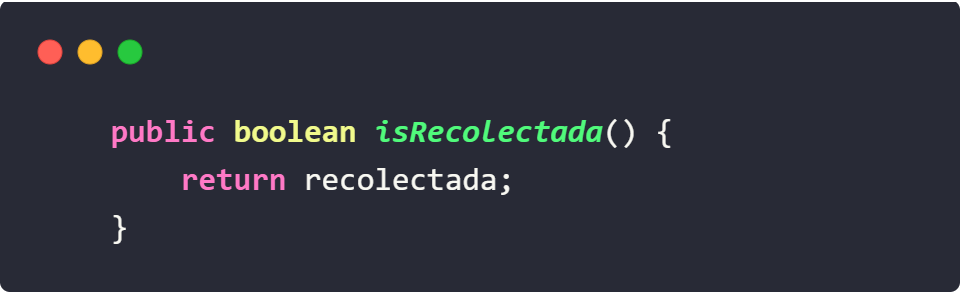 public boolean isRecolectada() {
return recolectada;
}